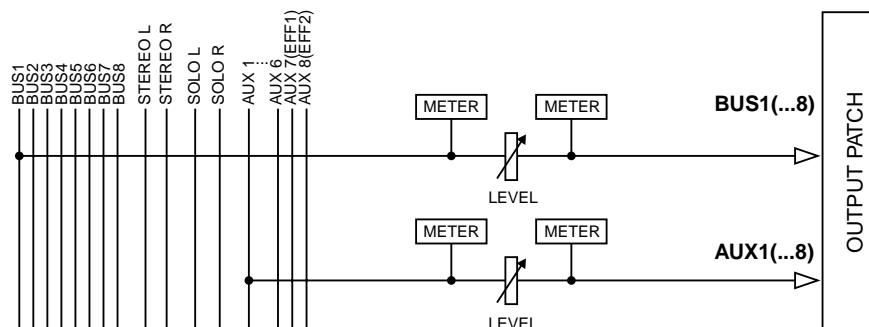 BUS1
BUS2
BUS3
BUS4
BUS5
BUS6
BUS7
BUS8
STEREO L
STEREO R
SOLO L
SOLO R
AUX 1
...
AUX 6
AUX 7(EFF1)
AUX 8(EFF2)
METER
METER
BUS1(...8)
LEVEL
METER
METER
AUX1(...8)
LEVEL
OUTPUT PATCH